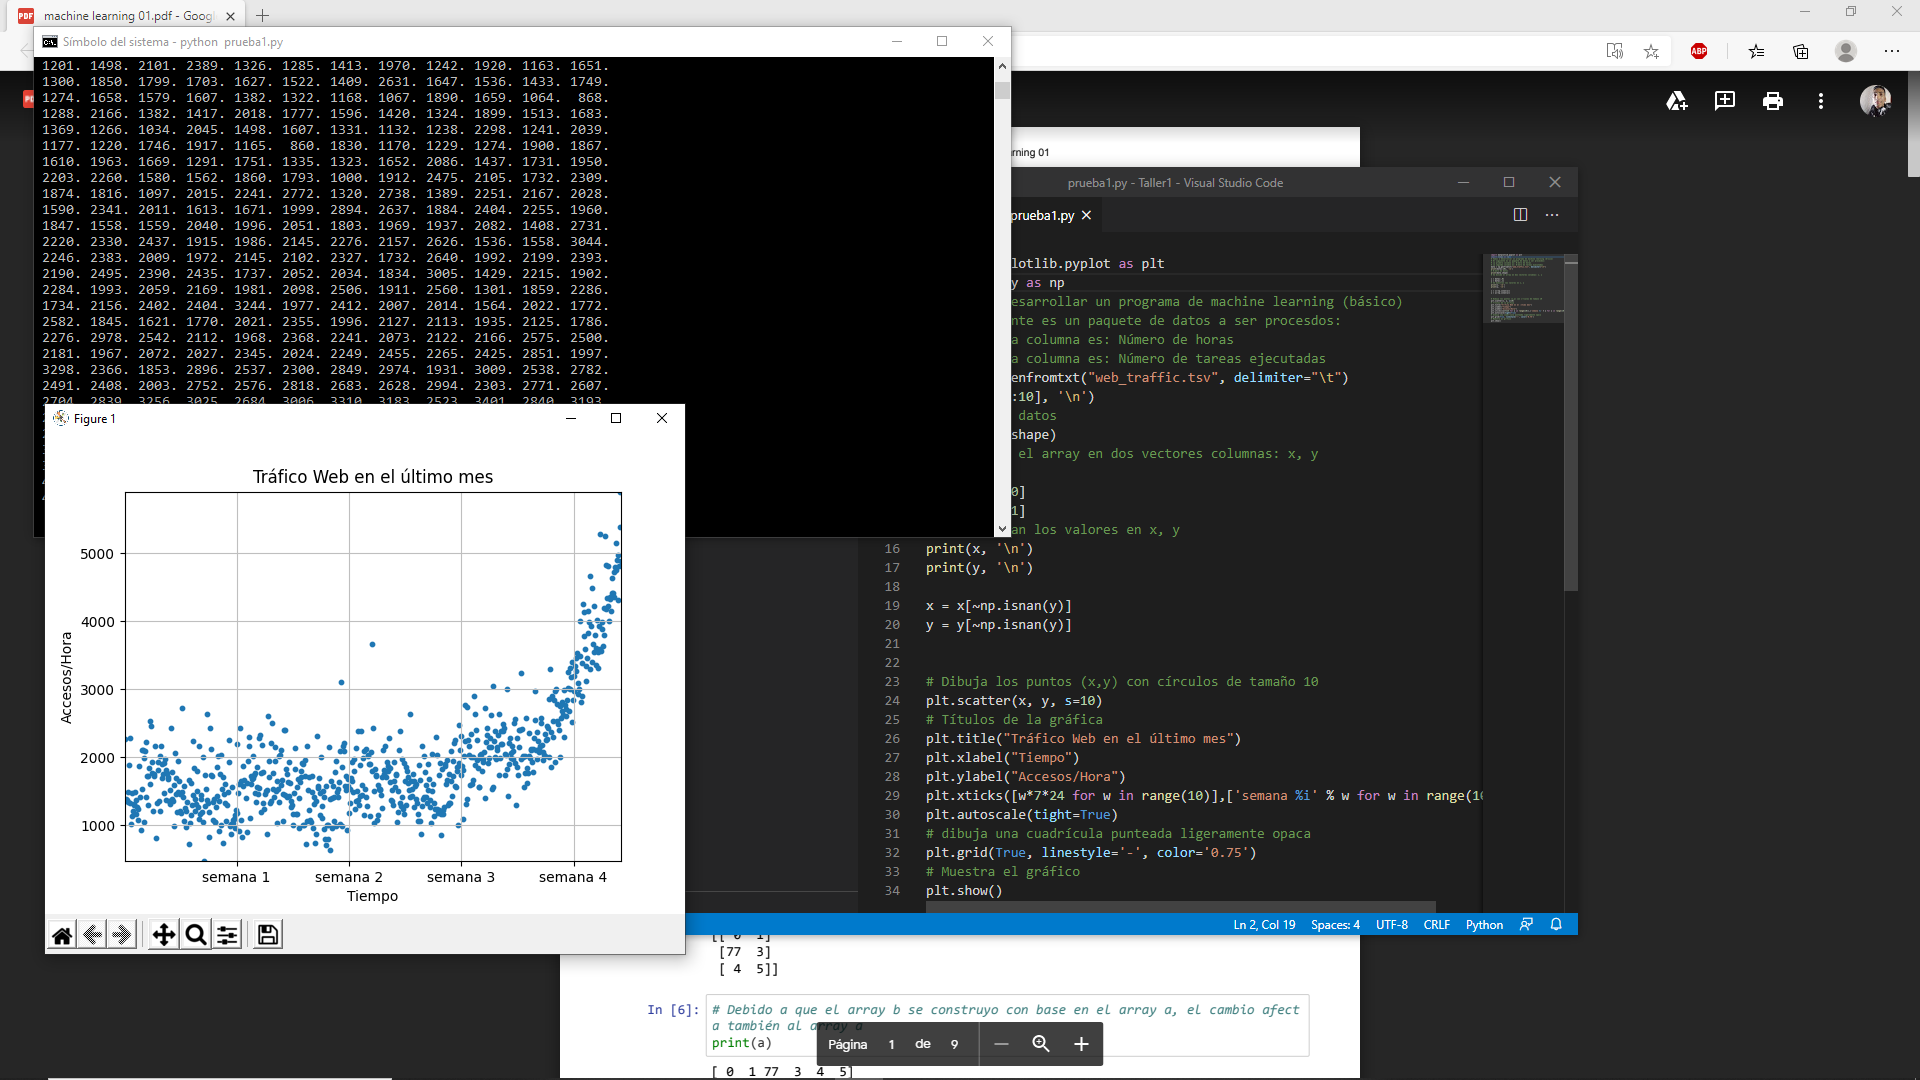 machine learning 01.pdf - Goog
Símbolo del sistema - python  prueba1.py
1201. 1498. 2101. 2389. 1326. 1285. 1413. 1970. 1242. 1920. 1163. 1651.
1300. 1850. 1799. 1703. 1627. 1522. 1409. 2631. 1647. 1536. 1433. 1749.
1274. 1658. 1579. 1607. 1382. 1322. 1168. 1067. 1890. 1659. 1064.  868.
1288. 2166. 1382. 1417. 2018. 1777. 1596. 1420. 1324. 1899. 1513. 1683.
1369. 1266. 1034. 2045. 1498. 1607. 1331. 1132. 1238. 2298. 1241. 2039.
1177. 1220. 1746. 1917. 1165.  860. 1830. 1170. 1229. 1274. 1900. 1867.
1610. 1963. 1669. 1291. 1751. 1335. 1323. 1652. 2086. 1437. 1731. 1950.
2203. 2260. 1580. 1562. 1860. 1793. 1000. 1912. 2475. 2105. 1732. 2309.
1874. 1816. 1097. 2015. 2241. 2772. 1320. 2738. 1389. 2251. 2167. 2028.
1590. 2341. 2011. 1613. 1671. 1999. 2894. 2637. 1884. 2404. 2255. 1960.
1847. 1558. 1559. 2040. 1996. 2051. 1803. 1969. 1937. 2082. 1408. 2731.
2220. 2330. 2437. 1915. 1986. 2145. 2276. 2157. 2626. 1536. 1558. 3044.
2246. 2383. 2009. 1972. 2145. 2102. 2327. 1732. 2640. 1992. 2199. 2393.
2190. 2495. 2390. 2435. 1737. 2052. 2034. 1834. 3005. 1429. 2215. 1902.
2284. 1993. 2059. 2169. 1981. 2098. 2506. 1911. 2560. 1301. 1859. 2286.
1734. 2156. 2402. 2404. 3244. 1977. 2412. 2007. 2014. 1564. 2022. 1772.
2582. 1845. 1621. 1770. 2021. 2355. 1996. 2127. 2113. 1935. 2125. 1786.
2276. 2978. 2542. 2112. 1968. 2368. 2241. 2073. 2122. 2166. 2575. 2500.
2181. 1967. 2072. 2027. 2345. 2024. 2249. 2455. 2265. 2425. 2851. 1997.
3298. 2366. 1853. 2896. 2537. 2300. 2849. 2974. 1931. 3009. 2538. 2782.
2491. 2408. 2003. 2752. 2576. 2818. 2683. 2628. 2994. 2303. 2771. 2607.
2704. 2839. 3256. 3025. 2684. 3006. 3310. 3183. 2523. 3401. 2840. 3193.
Figure 1
Tráfico Web en el último mes
Accesos/Hora
5000
4000
3000
2000
1000
semana 1 semana 2 semana 3 semana 4
Tiempo
ABP
rning 01
prueba1.py - Taller1 - Visual Studio Code
prueba1.py
lotlib.pyplot as plt
y as np
esarrollar un programa de machine learning (básico)
nte es un paquete de datos a ser procesdos:
a columna es: Número de horas
a columna es: Número de tareas ejecutadas
enfromtxt("web_traffic.tsv", delimiter="\t")
:10], '\n')
datos
shape)
el array en dos vectores columnas: x, y
0]
1]
an los valores en x, y
16 print(x, '\n')
17 print(y, '\n')
18
19 x = x[~np.isnan(y)]
20 y = y[~np.isnan(y)]
21
22
23 # Dibuja los puntos (x,y) con círculos de tamaño 10
24 plt.scatter(x, y, s=10)
25 # Títulos de la gráfica
26 plt.title("Tráfico Web en el último mes")
27 plt.xlabel("Tiempo")
28 plt.ylabel("Accesos/Hora")
29 plt.xticks([w*7*24 for w in range(10)],['semana %i' % w for w in range(10
30 plt.autoscale(tight=True)
31 # dibuja una cuadrícula punteada ligeramente opaca
32 plt.grid(True, linestyle='-', color='0.75')
33 # Muestra el gráfico
34 plt.show()
Ln 2, Col 19 Spaces: 4 UTF-8 CRLF Python
[[ 0  1]
[77  3]
[ 4  5]]
In [6]: # Debido a que el array b se construyo con base en el array a, el cambio afect
a también al array a
print(a)
Página 1 de 9
[ 0  1 77  3  4  5]